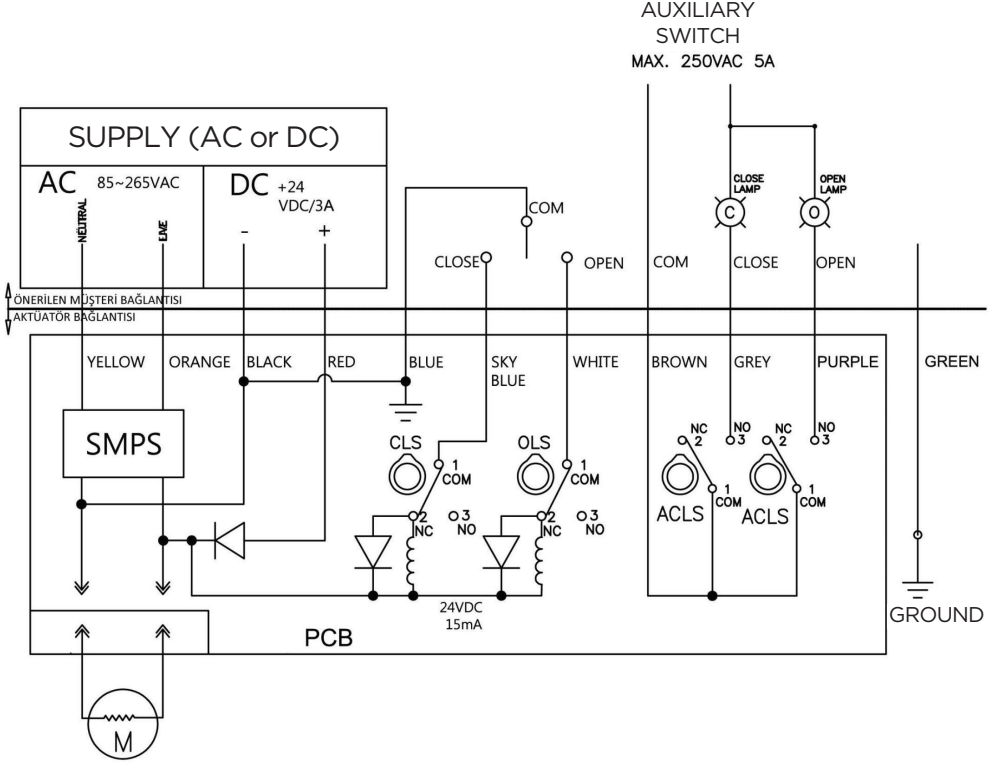 AUXILIARY
SWITCH
MAX. 250VAC 5A
SUPPLY (AC or DC)
AC 85~265VAC
DC +24
VDC/3A
NEUTRAL
LIVE
- +
COM
CLOSE
OPEN
CLOSE
LAMP
OPEN
LAMP
C
O
COM
CLOSE
OPEN
ÖNERİLEN MÜŞTERİ BAĞLANTISI
AKTÜATÖR BAĞLANTISI
YELLOW
ORANGE
BLACK
RED
BLUE
SKY
BLUE
WHITE
BROWN
GREY
PURPLE
GREEN
SMPS
CLS
1
COM
2
NC
3
NO
OLS
1
COM
2
NC
3
NO
NC
2
NO
3
1
COM
ACLS
NC
2
NO
3
1
COM
ACLS
24VDC
15mA
GROUND
PCB
M